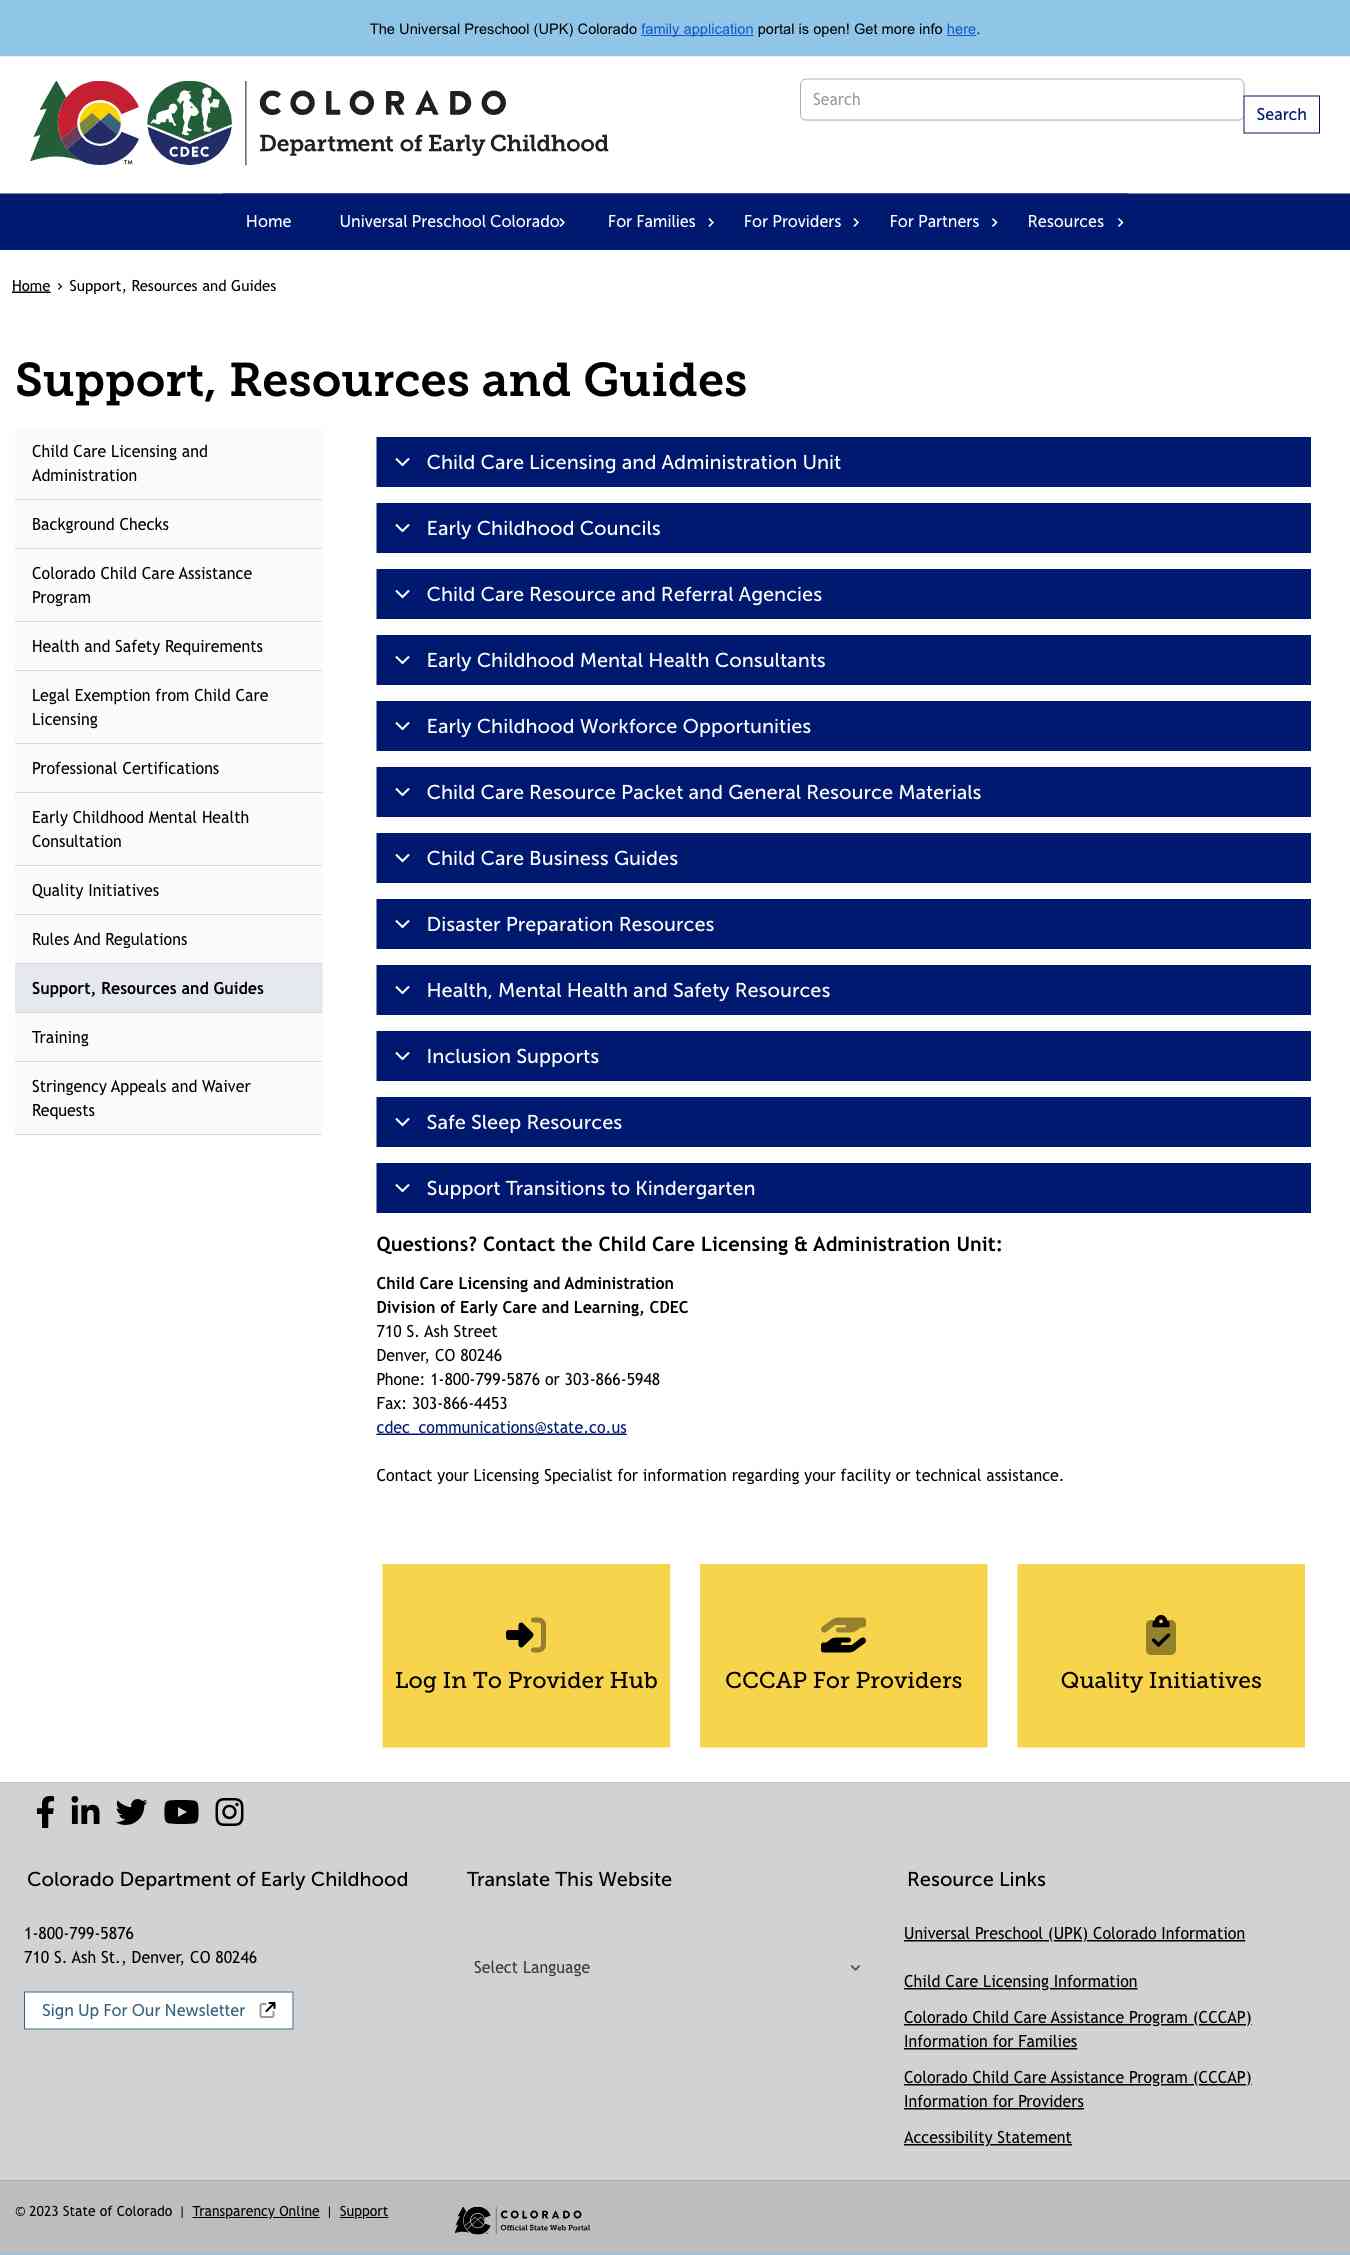 The Universal Preschool (UPK) Colorado family application portal is open! Get more info here.
CDEC
TM
COLORADO
Department of Early Childhood
Search
Search
Home
Universal Preschool Colorado
For Families
For Providers
For Partners
Resources
Home › Support, Resources and Guides
Support, Resources and Guides
Child Care Licensing and
Administration
Background Checks
Colorado Child Care Assistance
Program
Health and Safety Requirements
Legal Exemption from Child Care
Licensing
Professional Certifications
Early Childhood Mental Health
Consultation
Quality Initiatives
Rules And Regulations
Support, Resources and Guides
Training
Stringency Appeals and Waiver
Requests
Child Care Licensing and Administration Unit
Early Childhood Councils
Child Care Resource and Referral Agencies
Early Childhood Mental Health Consultants
Early Childhood Workforce Opportunities
Child Care Resource Packet and General Resource Materials
Child Care Business Guides
Disaster Preparation Resources
Health, Mental Health and Safety Resources
Inclusion Supports
Safe Sleep Resources
Support Transitions to Kindergarten
Questions? Contact the Child Care Licensing & Administration Unit:
Child Care Licensing and Administration
Division of Early Care and Learning, CDEC
710 S. Ash Street
Denver, CO 80246
Phone: 1-800-799-5876 or 303-866-5948
Fax: 303-866-4453
cdec_communications@state.co.us
Contact your Licensing Specialist for information regarding your facility or technical assistance.
Log In To Provider Hub
CCCAP For Providers
Quality Initiatives
Colorado Department of Early Childhood
1-800-799-5876
710 S. Ash St., Denver, CO 80246
Sign Up For Our Newsletter
Translate This Website
Select Language
Resource Links
Universal Preschool (UPK) Colorado Information
Child Care Licensing Information
Colorado Child Care Assistance Program (CCCAP)
Information for Families
Colorado Child Care Assistance Program (CCCAP)
Information for Providers
Accessibility Statement
© 2023 State of Colorado | Transparency Online | Support
COLORADO
Official State Web Portal